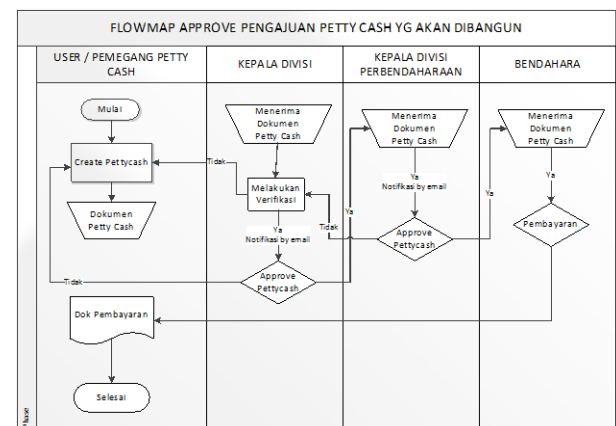 FLOWMAP APPROVE PENGAJUAN PETTY CASH YG AKAN DIBANGUN
USER / PEMEGANG PETTY
CASH
KEPALA DIVISI
KEPALA DIVISI
PERBENDAHARAAN
BENDAHARA
Mulai
Create Pettycash
Dokumen
Petty Cash
Tidak
Dok Pembayaran
Selesai
Menerima
Dokumen
Petty Cash
Tidak
Melakukan
Verifikasi
Ya
Notifikasi by email
Approve
Pettycash
Tidak
Ya
Menerima
Dokumen
Petty Cash
Ya
Notifikasi by email
Approve
Pettycash
Ya
Menerima
Dokumen
Petty Cash
Ya
Pembayaran
Phase